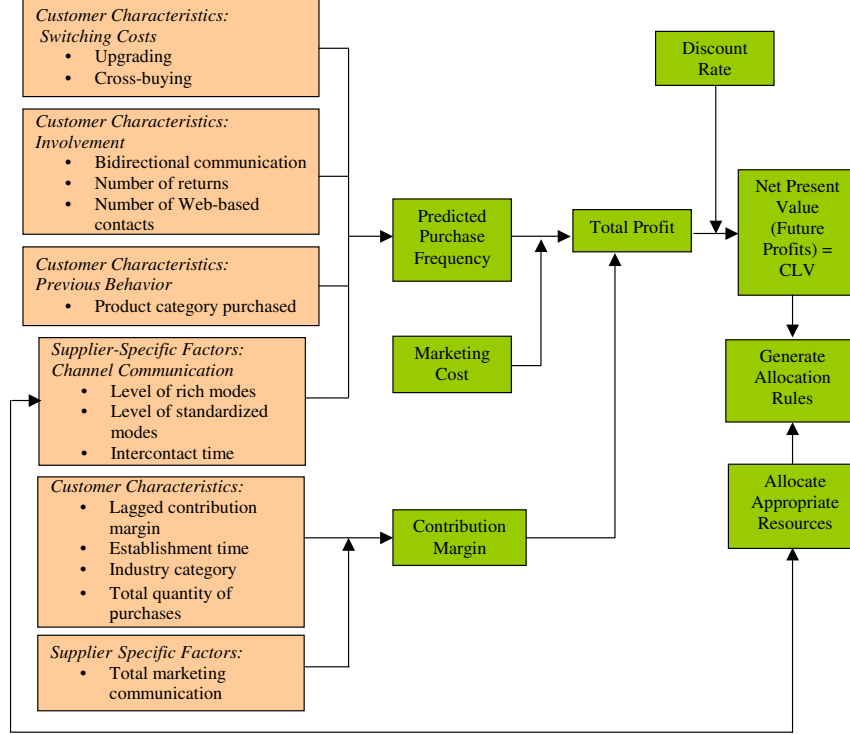 Customer Characteristics:
Switching Costs
• Upgrading
• Cross-buying
Customer Characteristics:
Involvement
• Bidirectional communication
• Number of returns
• Number of Web-based
contacts
Customer Characteristics:
Previous Behavior
• Product category purchased
Supplier-Specific Factors:
Channel Communication
• Level of rich modes
• Level of standardized
modes
• Intercontact time
Customer Characteristics:
• Lagged contribution
margin
• Establishment time
• Industry category
• Total quantity of
purchases
Supplier Specific Factors:
• Total marketing
communication
Predicted
Purchase
Frequency
Marketing
Cost
Contribution
Margin
Total Profit
Discount
Rate
Net Present
Value
(Future
Profits) =
CLV
Generate
Allocation
Rules
Allocate
Appropriate
Resources